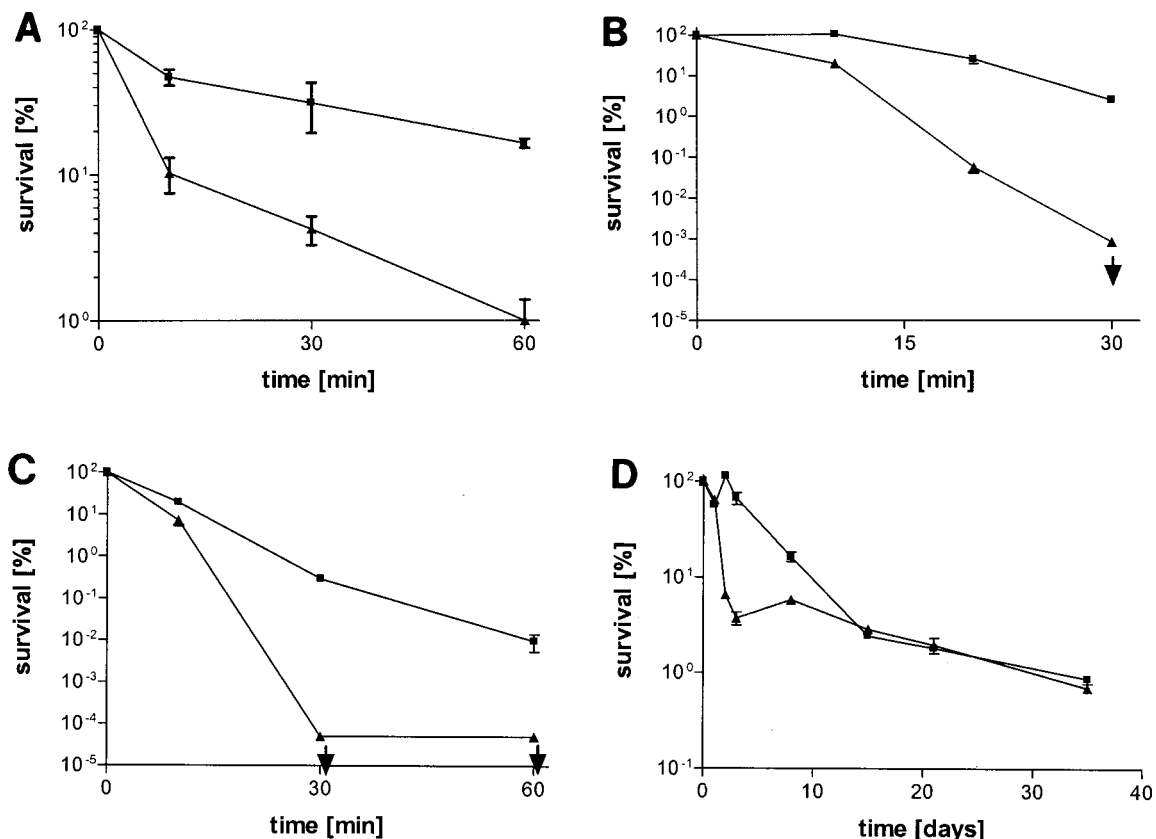 A
survival [%]
10² 10¹ 10⁰
0 30 60
time [min]
B
survival [%]
10² 10¹ 10⁰ 10⁻¹ 10⁻² 10⁻³ 10⁻⁴ 10⁻⁵
0 15 30
time [min]
C
survival [%]
10² 10¹ 10⁰ 10⁻¹ 10⁻² 10⁻³ 10⁻⁴ 10⁻⁵
0 30 60
time [min]
D
survival [%]
10² 10¹ 10⁰ 10⁻¹
0 10 20 30 40
time [days]